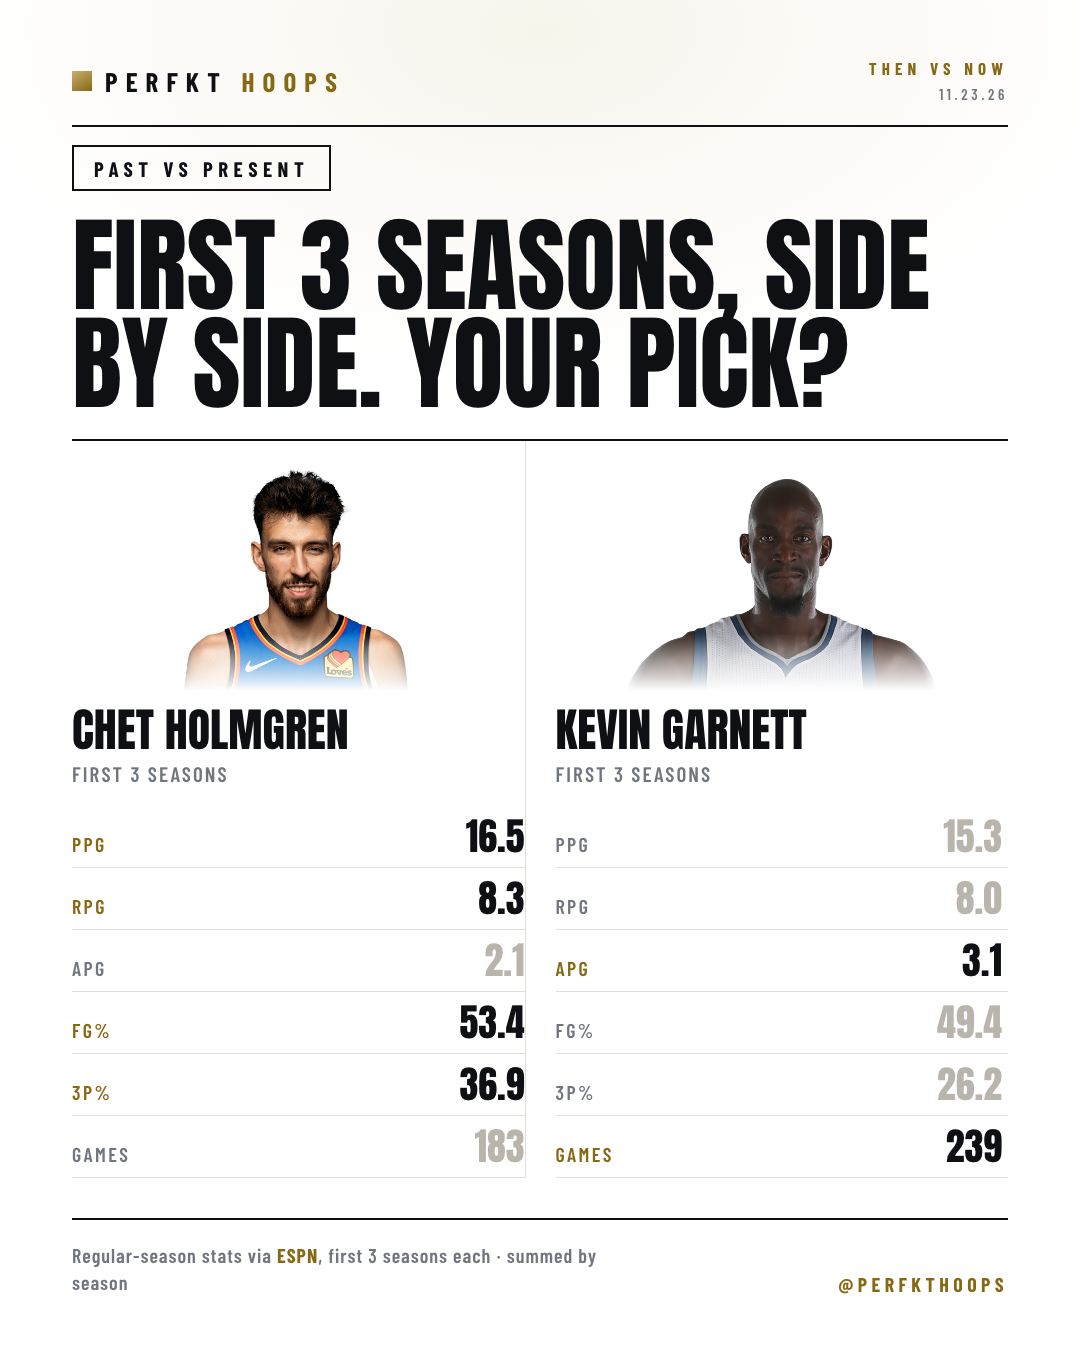 PERFKT HOOPS
THEN VS NOW
11.23.26
PAST VS PRESENT
FIRST 3 SEASONS, SIDE
BY SIDE. YOUR PICK?
Loves
CHET HOLMGREN
FIRST 3 SEASONS
PPG 16.5
RPG 8.3
APG 2.1
FG% 53.4
3P% 36.9
GAMES 183
KEVIN GARNETT
FIRST 3 SEASONS
PPG 15.3
RPG 8.0
APG 3.1
FG% 49.4
3P% 26.2
GAMES 239
Regular-season stats via ESPN, first 3 seasons each · summed by
season
@PERFKTHOOPS